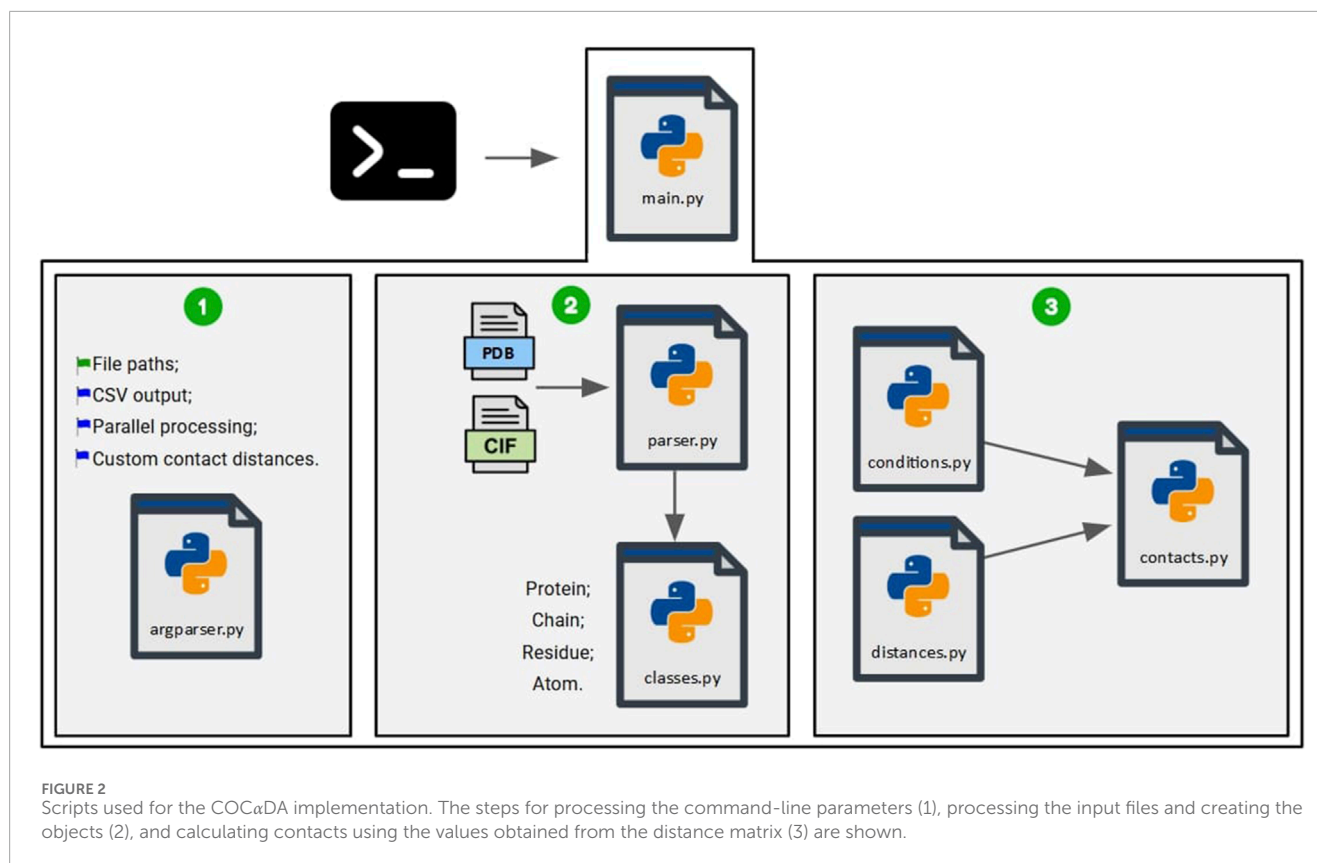 >_
main.py
1
File paths;
CSV output;
Parallel processing;
Custom contact distances.
argparser.py
2
PDB
CIF
parser.py
Protein;
Chain;
Residue;
Atom.
classes.py
3
conditions.py
distances.py
contacts.py
FIGURE 2
Scripts used for the COCαDA implementation. The steps for processing the command-line parameters (1), processing the input files and creating the
objects (2), and calculating contacts using the values obtained from the distance matrix (3) are shown.